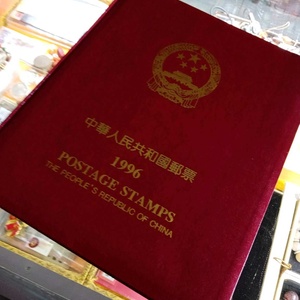 中華人民共和國郵票
1996
POSTAGE STAMPS
THE PEOPLE'S REPUBLIC OF CHINA